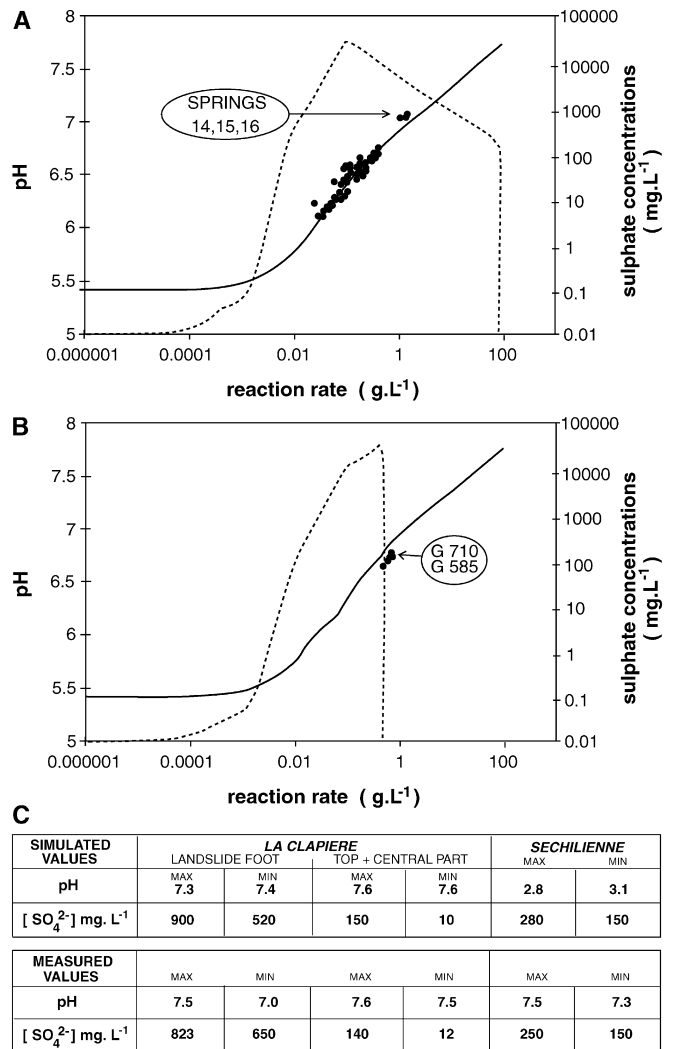 A
8
7.5
7
6.5
6
5.5
5
pH
SPRINGS
14,15,16
100000
10000
1000
100
10
1
0.1
0.01
sulphate concentrations
( mg.L-1)
0.000001 0.0001 0.01 1 100
reaction rate ( g.L-1)
B
8
7.5
7
6.5
6
5.5
5
pH
G 710
G 585
100000
10000
1000
100
10
1
0.1
0.01
sulphate concentrations
( mg.L-1)
0.000001 0.0001 0.01 1 100
reaction rate ( g.L-1)
C
SIMULATED VALUES LA CLAPIERE SECHILIENNE
LANDSLIDE FOOT TOP + CENTRAL PART MAX MIN
MAX MIN MAX MIN
pH 7.3 7.4 7.6 7.6 2.8 3.1
[ SO4 2-] mg. L-1 900 520 150 10 280 150
MEASURED VALUES MAX MIN MAX MIN MAX MIN
pH 7.5 7.0 7.6 7.5 7.5 7.3
[ SO4 2-] mg. L-1 823 650 140 12 250 150